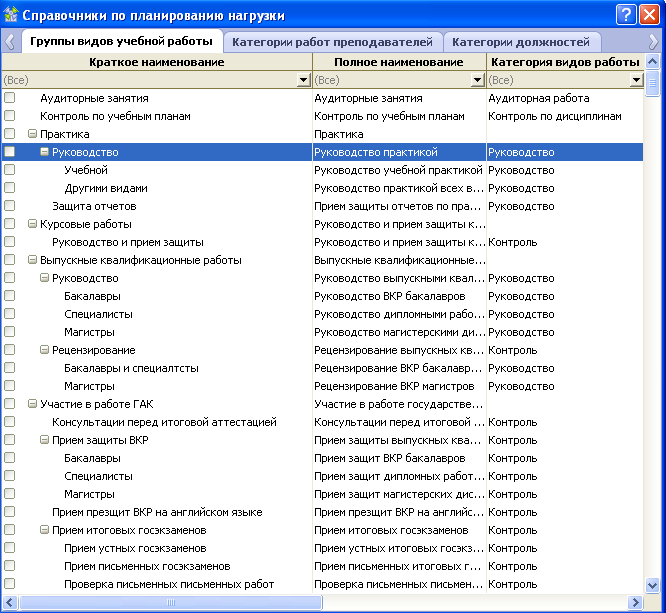 Справочники по планированию нагрузки
Группы видов учебной работы Категории работ преподавателей Категории должностей
Краткое наименование Полное наименование Категория видов работы
(Все) (Все) (Все)
Аудиторные занятия Аудиторные занятия Аудиторная работа
Контроль по учебным планам Контроль по учебным планам Контроль по дисциплинам
Практика Практика
Руководство Руководство практикой Руководство
Учебной Руководство учебной практикой Руководство
Другими видами Руководство практикой всех в... Руководство
Защита отчетов Прием защиты отчетов по пра... Руководство
Курсовые работы Руководство и прием защиты к...
Руководство и прием защиты Руководство и прием защиты к... Контроль
Выпускные квалификационные работы Выпускные квалификационные...
Руководство Руководство выпускными квал... Руководство
Бакалавры Руководство ВКР бакалавров Руководство
Специалисты Руководство дипломными рабо... Руководство
Магистры Руководство магистерскими ди... Руководство
Рецензирование Рецензирование выпускных кв... Контроль
Бакалавры и специалтсты Рецензирование ВКР бакалавр... Руководство
Магистры Рецензирование ВКР магистров Руководство
Участие в работе ГАК Участие в работе государстве...
Консультации перед итоговой аттестацией Консультации перед итоговой ... Контроль
Прием защиты ВКР Прием защиты выпускных ква... Контроль
Бакалавры Прием защит ВКР бакалавров Контроль
Специалисты Прием защит дипломных работ... Контроль
Магистры Прием защит магистерских дис... Контроль
Прием презщит ВКР на английском языке Прием презщит ВКР на английс... Контроль
Прием итоговых госэкзаменов Прием итоговых госэкзаменов Контроль
Прием устных госэкзаменов Прием устных итоговых госэкз... Контроль
Прием письменных госэкзаменов Прием письменных итоговых г... Контроль
Проверка письменных письменных работ Проверка письменных письмен... Контроль